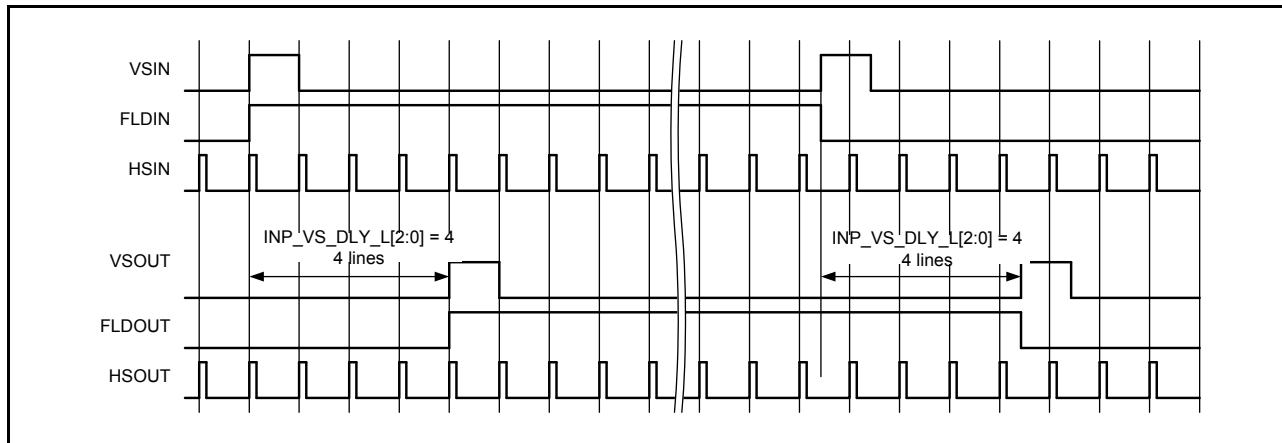 VSIN
FLDIN
HSIN
INP_VS_DLY_L[2:0] = 4
4 lines
INP_VS_DLY_L[2:0] = 4
4 lines
VSOUT
FLDOUT
HSOUT